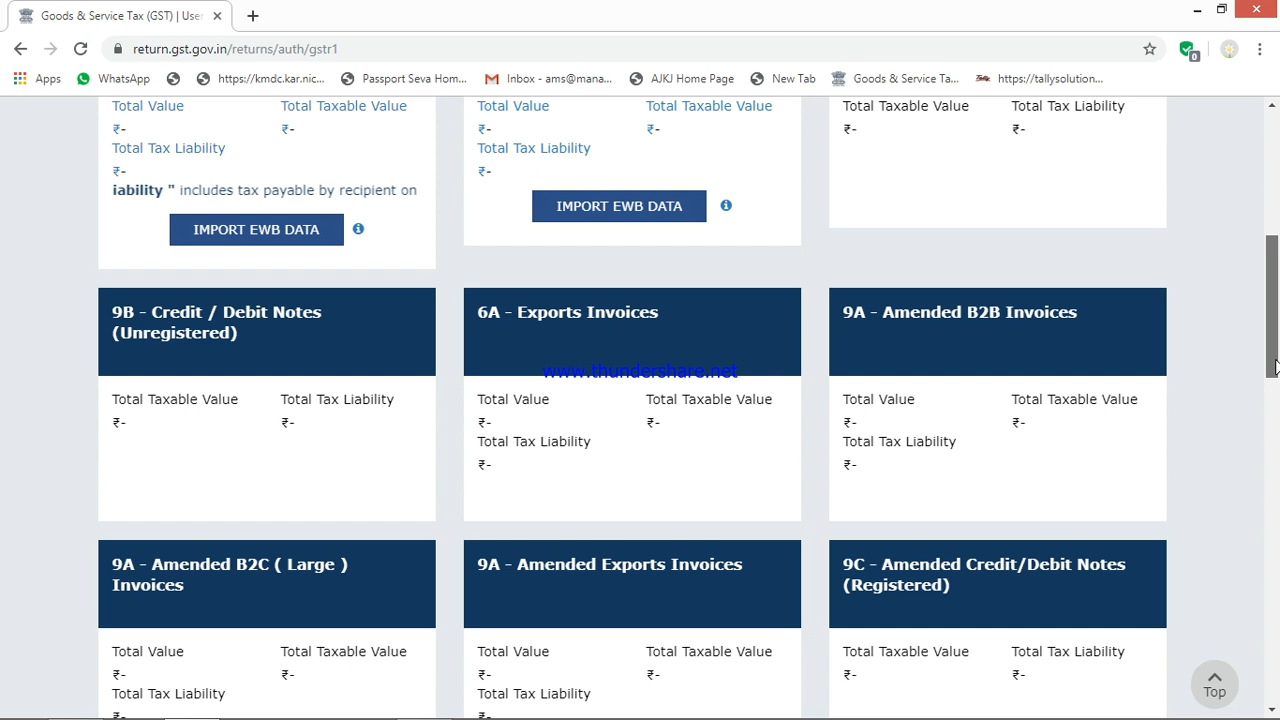 Goods & Service Tax (GST) | User
return.gst.gov.in/returns/auth/gstr1
0
Apps WhatsApp https://kmdc.kar.nic... Passport Seva Hom... Inbox - ams@mana... AJKJ Home Page New Tab Goods & Service Ta... https://tallysolution...
Total Value Total Taxable Value Total Value Total Taxable Value Total Taxable Value Total Tax Liability
₹- ₹- ₹- ₹- ₹- ₹-
Total Tax Liability Total Tax Liability
₹- ₹-
iability " includes tax payable by recipient on
IMPORT EWB DATA
IMPORT EWB DATA
9B - Credit / Debit Notes
(Unregistered)
6A - Exports Invoices
9A - Amended B2B Invoices
www.thundershare.net
Total Taxable Value Total Tax Liability Total Value Total Taxable Value Total Value Total Taxable Value
₹- ₹- ₹- ₹- ₹- ₹-
Total Tax Liability Total Tax Liability
₹- ₹-
9A - Amended B2C ( Large )
Invoices
9A - Amended Exports Invoices
9C - Amended Credit/Debit Notes
(Registered)
Total Value Total Taxable Value Total Value Total Taxable Value Total Taxable Value Total Tax Liability
₹- ₹- ₹- ₹- ₹- ₹-
Total Tax Liability Total Tax Liability
₹- ₹-
Top